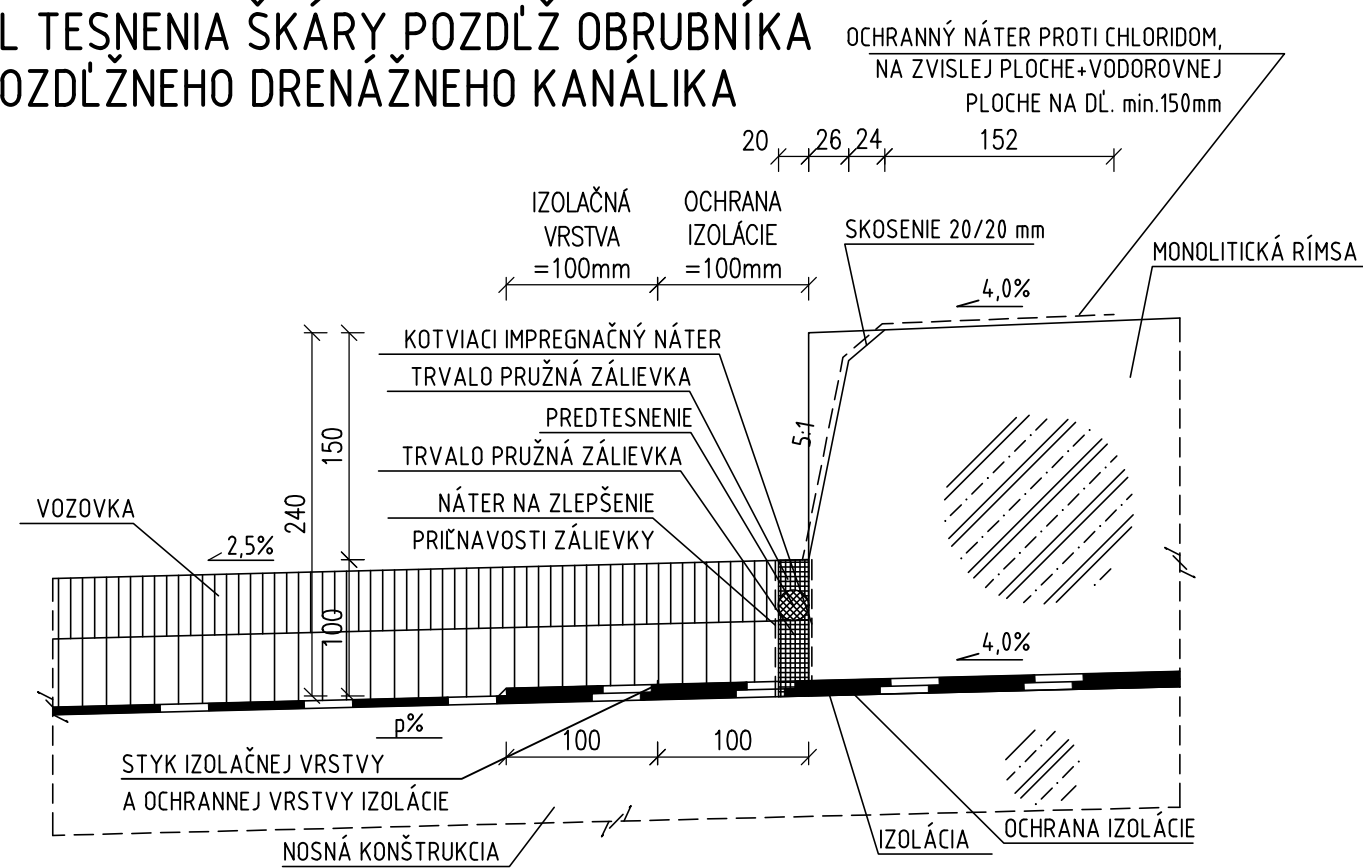 L TESNENIA ŠKÁRY POZDĹŽ OBRUBNÍKA
OZDĹŽNEHO DRENÁŽNEHO KANÁLIKA
OCHRANNÝ NÁTER PROTI CHLORIDOM,
NA ZVISLEJ PLOCHE+VODOROVNEJ
PLOCHE NA DĹ. min.150mm
20
26
24
152
IZOLAČNÁ
VRSTVA
=100mm
OCHRANA
IZOLÁCIE
=100mm
SKOSENIE 20/20 mm
MONOLITICKÁ RÍMSA
4,0%
KOTVIACI IMPREGNAČNÝ NÁTER
TRVALO PRUŽNÁ ZÁLIEVKA
PREDTESNENIE
TRVALO PRUŽNÁ ZÁLIEVKA
NÁTER NA ZLEPŠENIE
PRIĽNAVOSTI ZÁLIEVKY
5:1
150
240
100
VOZOVKA
2,5%
4,0%
p%
100
100
STYK IZOLAČNEJ VRSTVY
A OCHRANNEJ VRSTVY IZOLÁCIE
NOSNÁ KONŠTRUKCIA
IZOLÁCIA
OCHRANA IZOLÁCIE